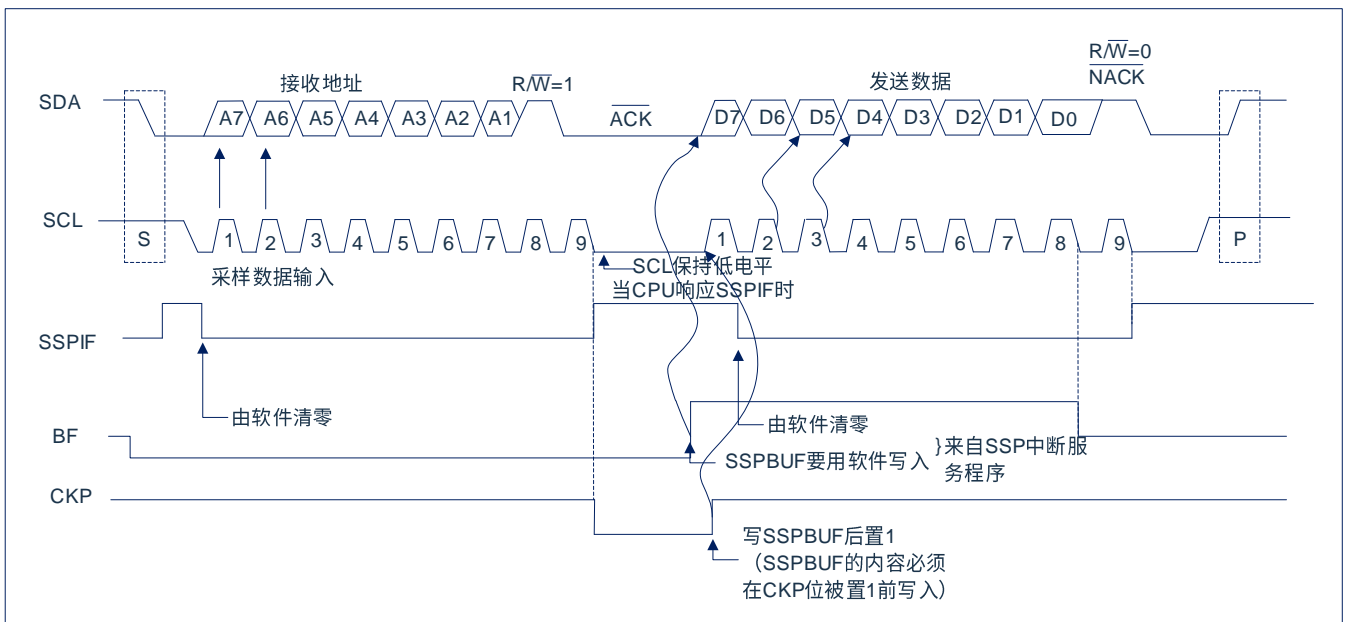 R/W̅=0
N̅A̅C̅K̅
接收地址
R/W̅=1
发送数据
SDA
A7 A6 A5 A4 A3 A2 A1
A̅C̅K̅
D7 D6 D5 D4 D3 D2 D1 D0
SCL
S
1 2 3 4 5 6 7 8 9
1 2 3 4 5 6 7 8 9
P
采样数据输入
SCL保持低电平
当CPU响应SSPIF时
SSPIF
由软件清零
由软件清零
BF
SSPBUF要用软件写入
}来自SSP中断服
务程序
CKP
写SSPBUF后置1
（SSPBUF的内容必须
在CKP位被置1前写入）